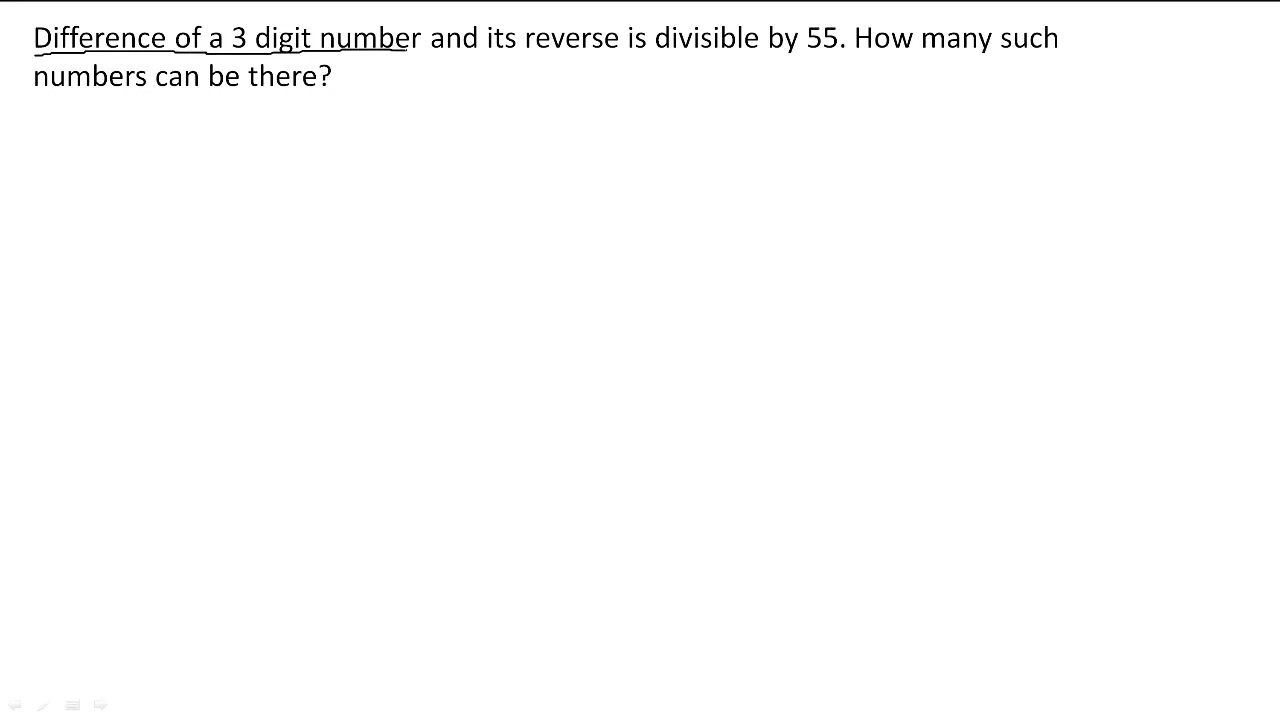 Difference of a 3 digit number and its reverse is divisible by 55. How many such
numbers can be there?